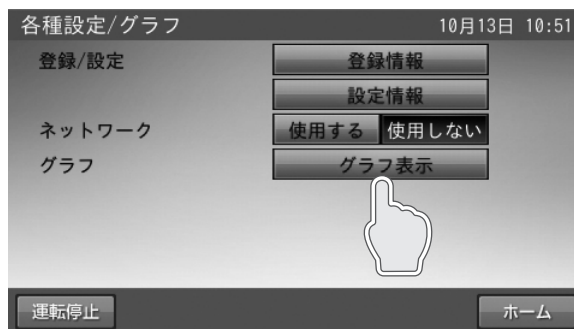 各種設定/グラフ 10月13日 10:51
登録/設定 登録情報
設定情報
ネットワーク 使用する 使用しない
グラフ グラフ表示
運転停止 ホーム